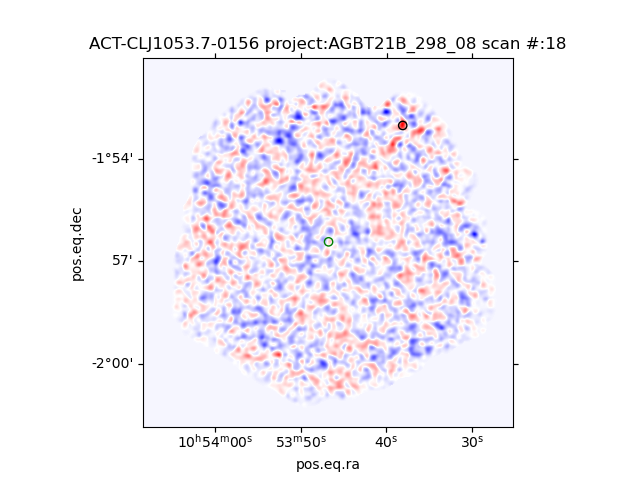 ACT-CLJ1053.7-0156 project:AGBT21B_298_08 scan #:18
-1°54'
57'
-2°00'
pos.eq.dec
10ʰ54ᵐ00ˢ 53ᵐ50ˢ 40ˢ 30ˢ
pos.eq.ra